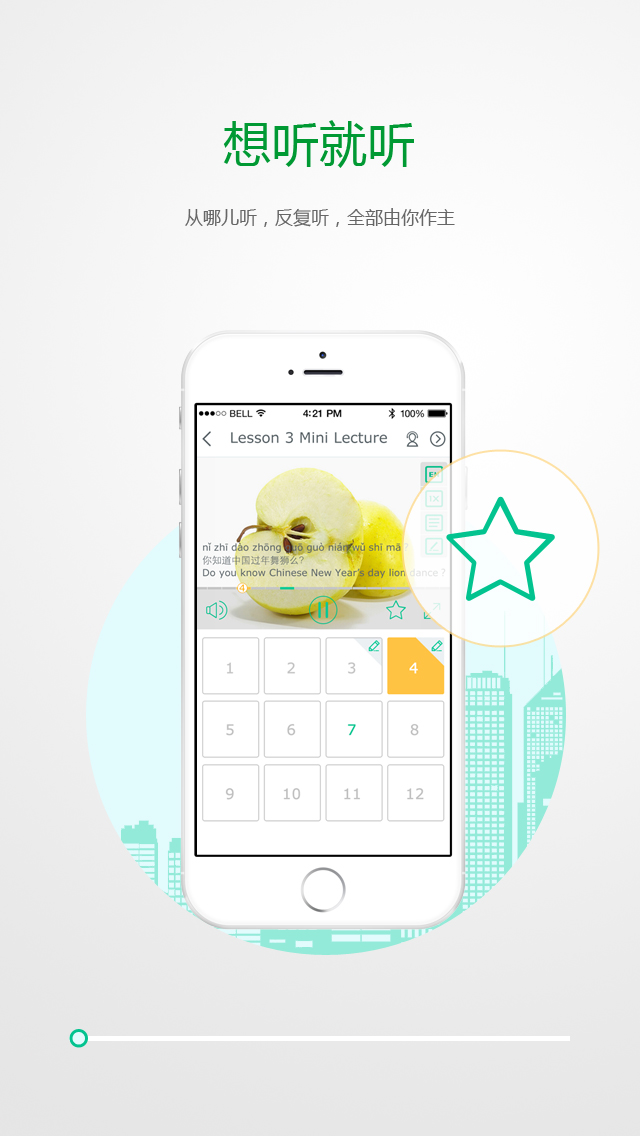 想听就听
从哪儿听，反复听，全部由你作主
BELL 4:21 PM 100%
Lesson 3 Mini Lecture
nǐ zhī dào zhōng guó guò nián wǔ shī mā ?
你知道中国过年舞狮么?
Do you know Chinese New Year's day lion dance ?
4
1 2 3 4
5 6 7 8
9 10 11 12